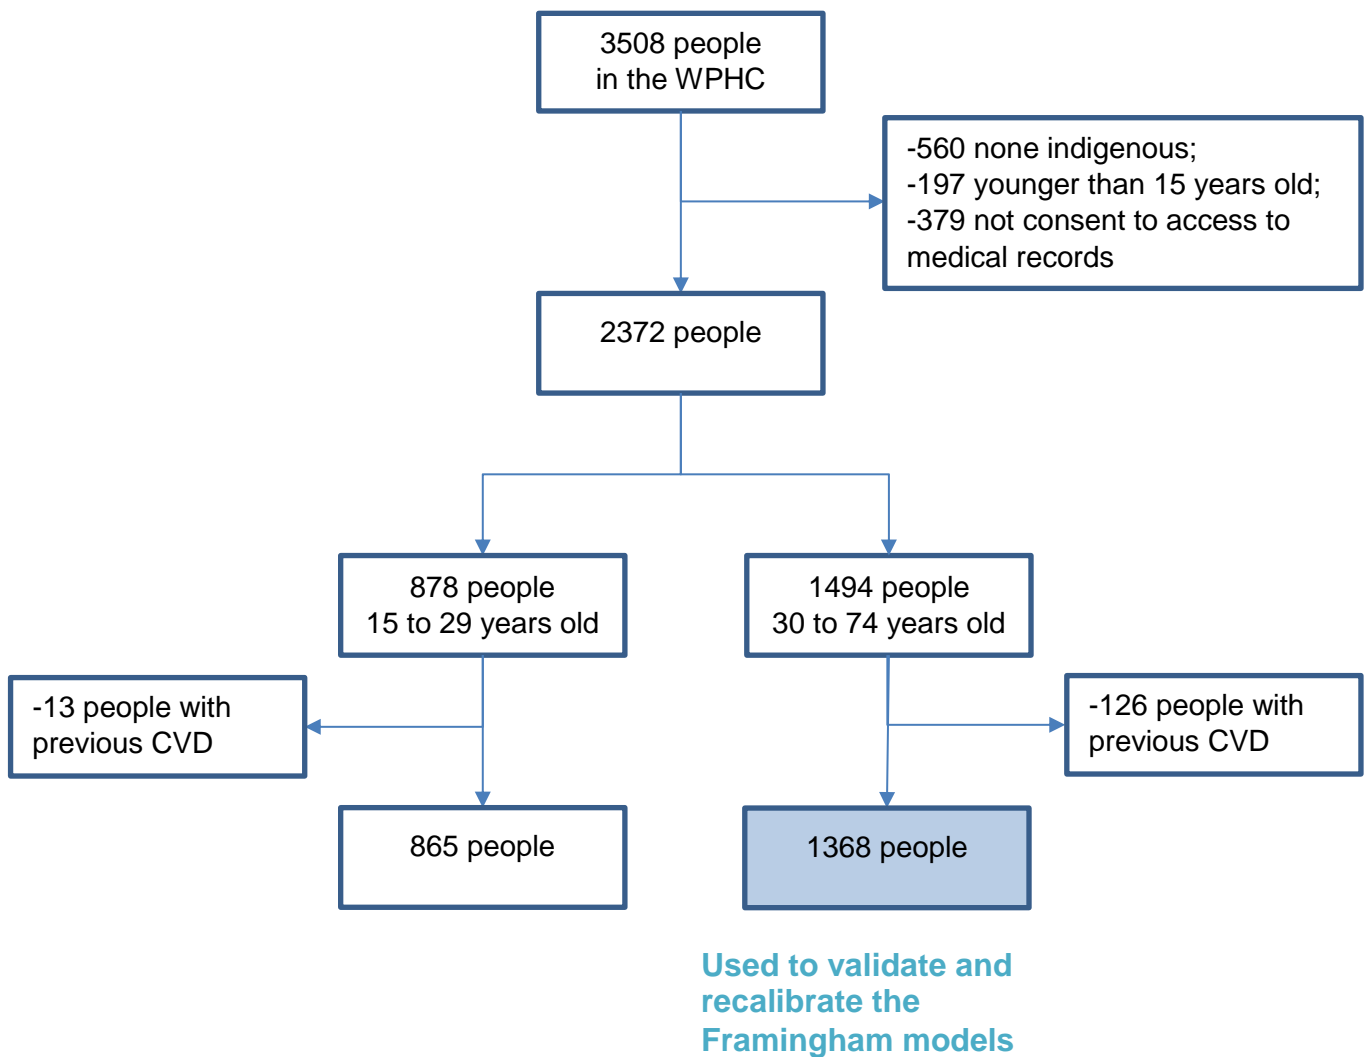 3508 people
in the WPHC
-560 none indigenous;
-197 younger than 15 years old;
-379 not consent to access to
medical records
2372 people
878 people
15 to 29 years old
1494 people
30 to 74 years old
-13 people with
previous CVD
-126 people with
previous CVD
865 people
1368 people
Used to validate and
recalibrate the
Framingham models